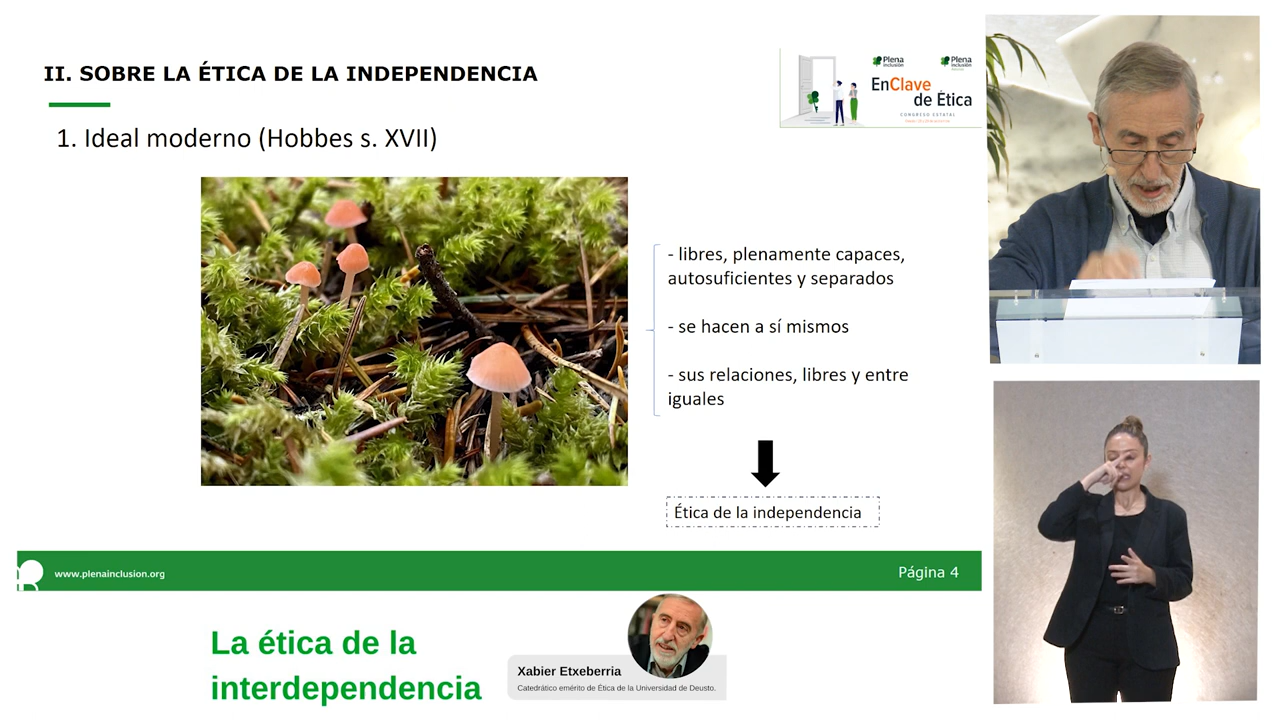 II. SOBRE LA ÉTICA DE LA INDEPENDENCIA
1. Ideal moderno (Hobbes s. XVII)
Plena
inclusión
Plena
inclusión
EnClave
de Ética
CONGRESO ESTATAL
- libres, plenamente capaces,
autosuficientes y separados
- se hacen a sí mismos
- sus relaciones, libres y entre
iguales
Ética de la independencia
www.plenainclusion.org
Página 4
La ética de la
interdependencia
Xabier Etxeberria
Catedrático emérito de Ética de la Universidad de Deusto.